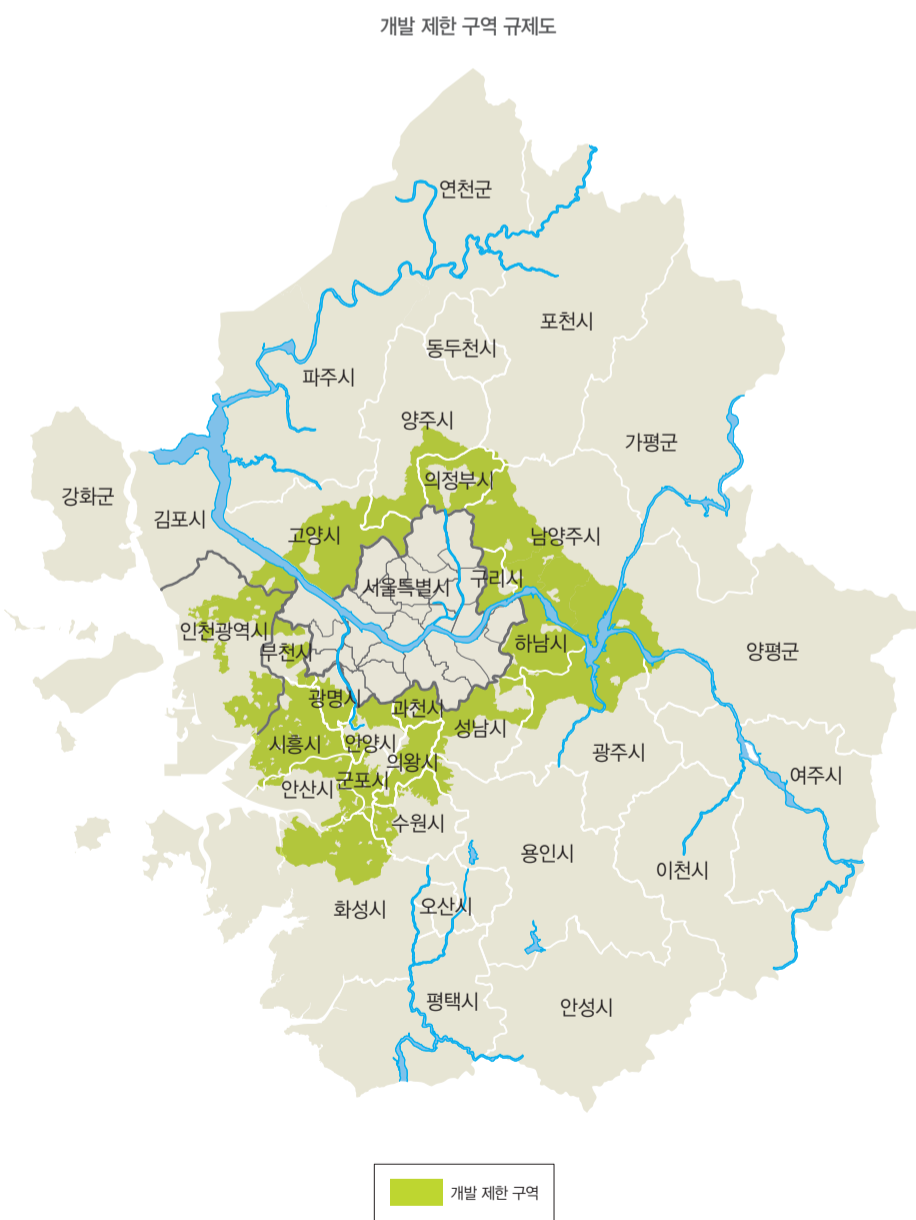 개발 제한 구역 규제도
연천군
포천시
동두천시
파주시
양주시
가평군
의정부시
강화군
김포시
고양시
남양주시
서울특별시
구리시
인천광역시
부천시
하남시
양평군
광명시
과천시
성남시
시흥시
안양시
광주시
의왕시
군포시
안산시
여주시
수원시
용인시
이천시
화성시
오산시
평택시
안성시
개발 제한 구역